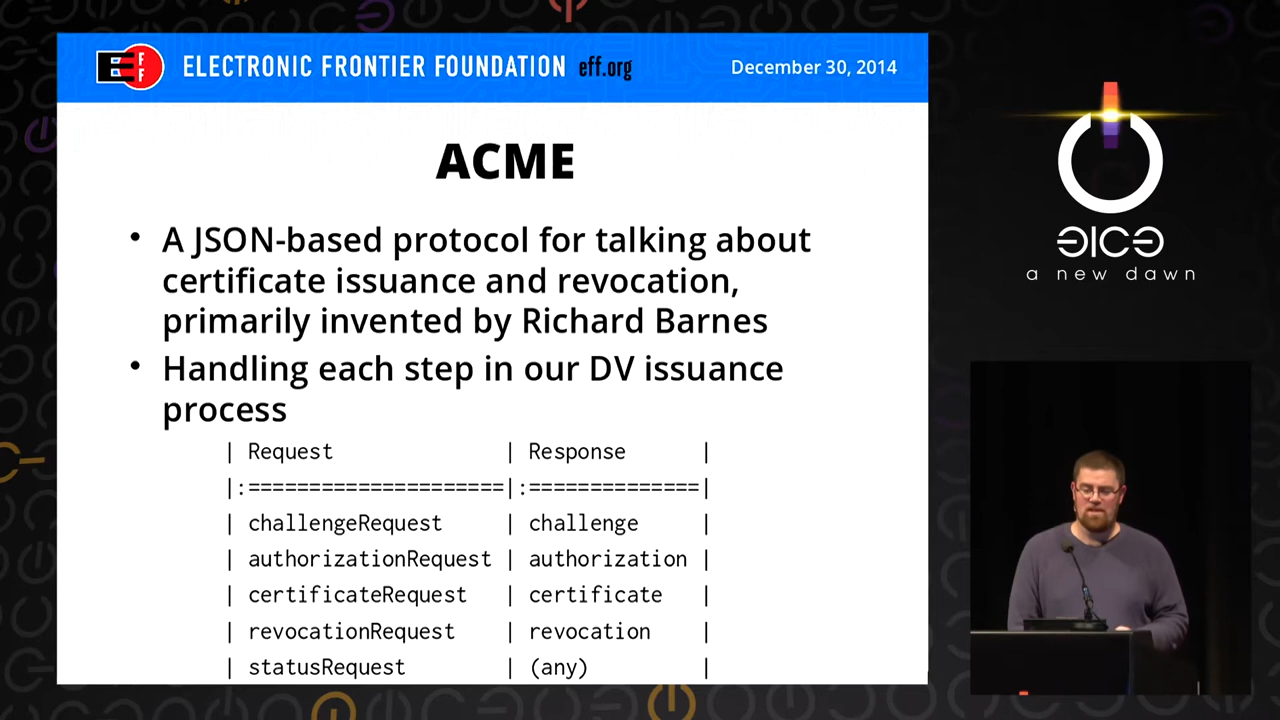 EFF
ELECTRONIC FRONTIER FOUNDATION eff.org
December 30, 2014
ACME
• A JSON-based protocol for talking about
certificate issuance and revocation,
primarily invented by Richard Barnes
• Handling each step in our DV issuance
process
| Request | Response |
|:=====================|:==============|
| challengeRequest | challenge |
| authorizationRequest | authorization |
| certificateRequest | certificate |
| revocationRequest | revocation |
| statusRequest | (any) |
a new dawn